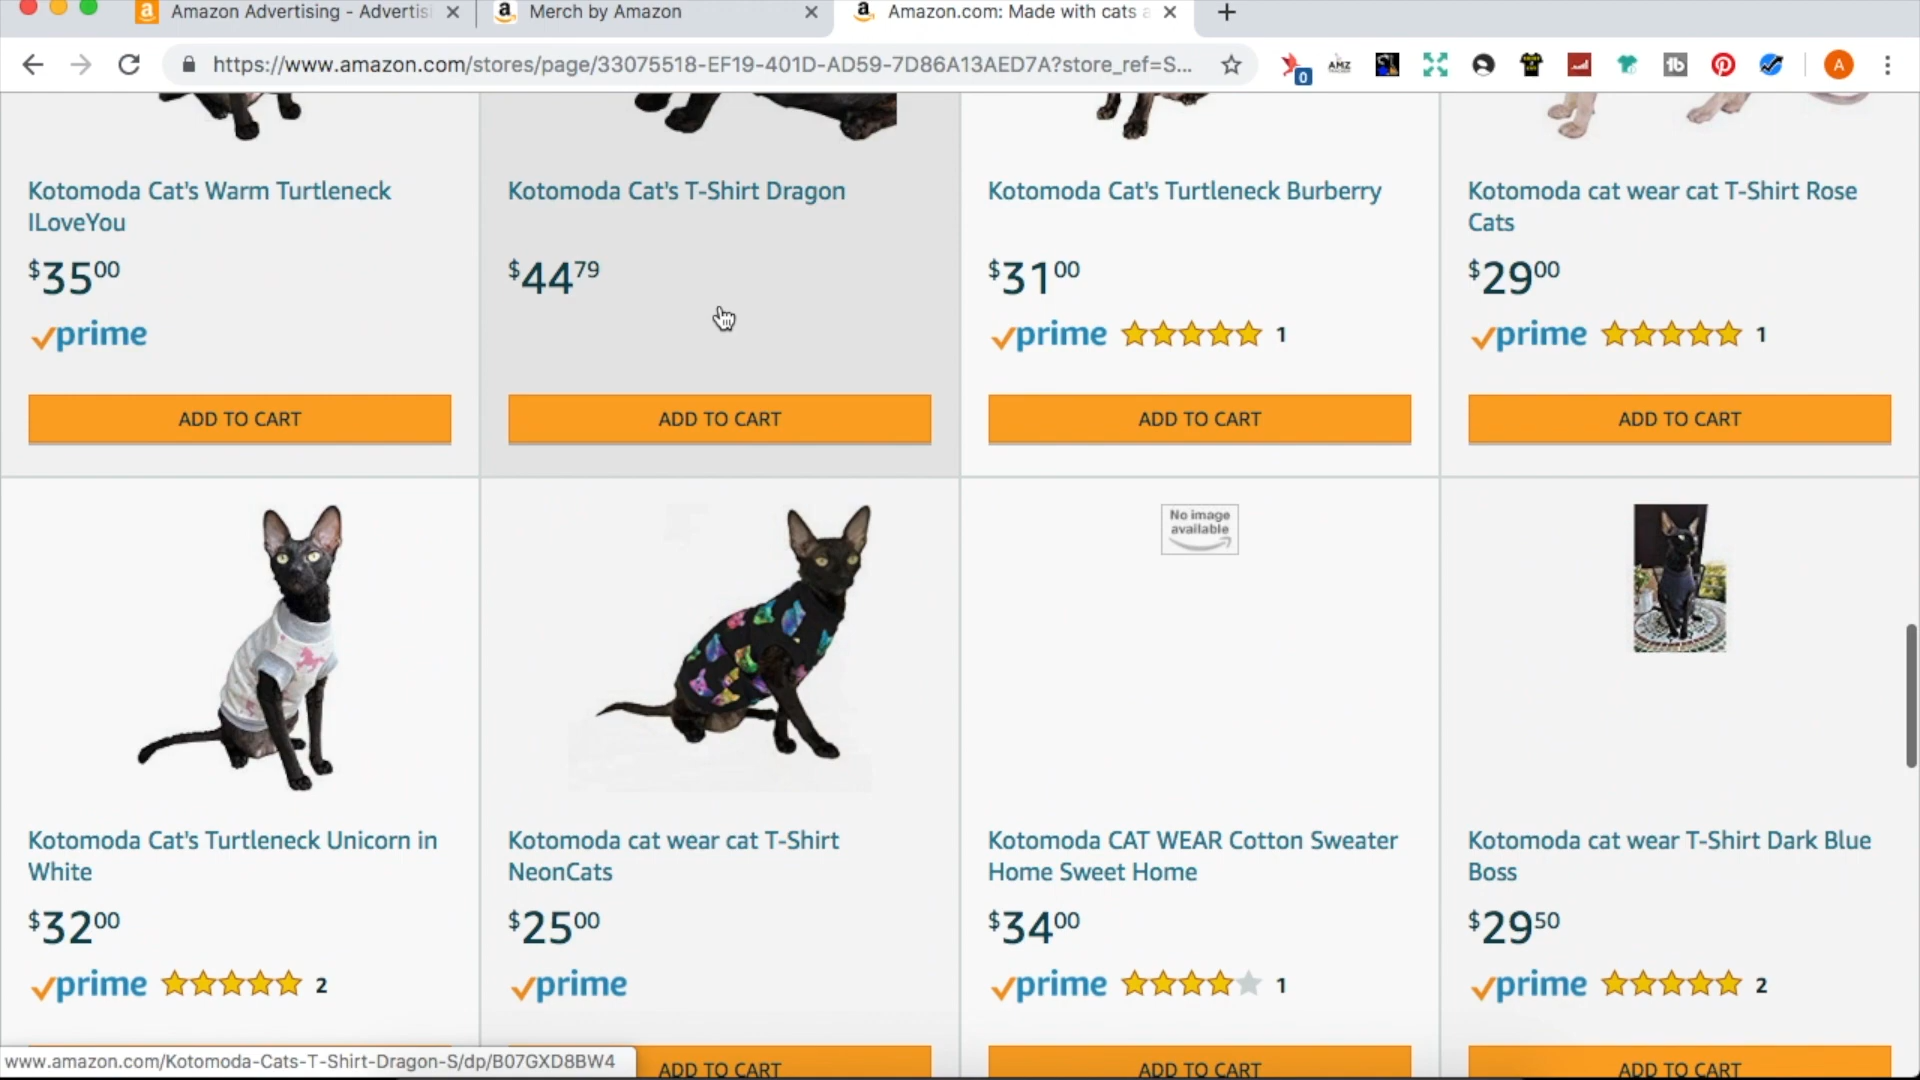 Amazon Advertising - Advertisi
Merch by Amazon
Amazon.com: Made with cats a
https://www.amazon.com/stores/page/33075518-EF19-401D-AD59-7D86A13AED7A?store_ref=S...
0
AMZ
1b
A
Kotomoda Cat's Warm Turtleneck
ILoveYou
$3500
prime
ADD TO CART
Kotomoda Cat's T-Shirt Dragon
$4479
ADD TO CART
Kotomoda Cat's Turtleneck Burberry
$3100
prime 1
ADD TO CART
Kotomoda cat wear cat T-Shirt Rose
Cats
$2900
prime 1
ADD TO CART
Kotomoda Cat's Turtleneck Unicorn in
White
$3200
prime 2
Kotomoda cat wear cat T-Shirt
NeonCats
$2500
prime
ADD TO CART
No image
available
Kotomoda CAT WEAR Cotton Sweater
Home Sweet Home
$3400
prime 1
ADD TO CART
Kotomoda cat wear T-Shirt Dark Blue
Boss
$2950
prime 2
ADD TO CART
www.amazon.com/Kotomoda-Cats-T-Shirt-Dragon-S/dp/B07GXD8BW4